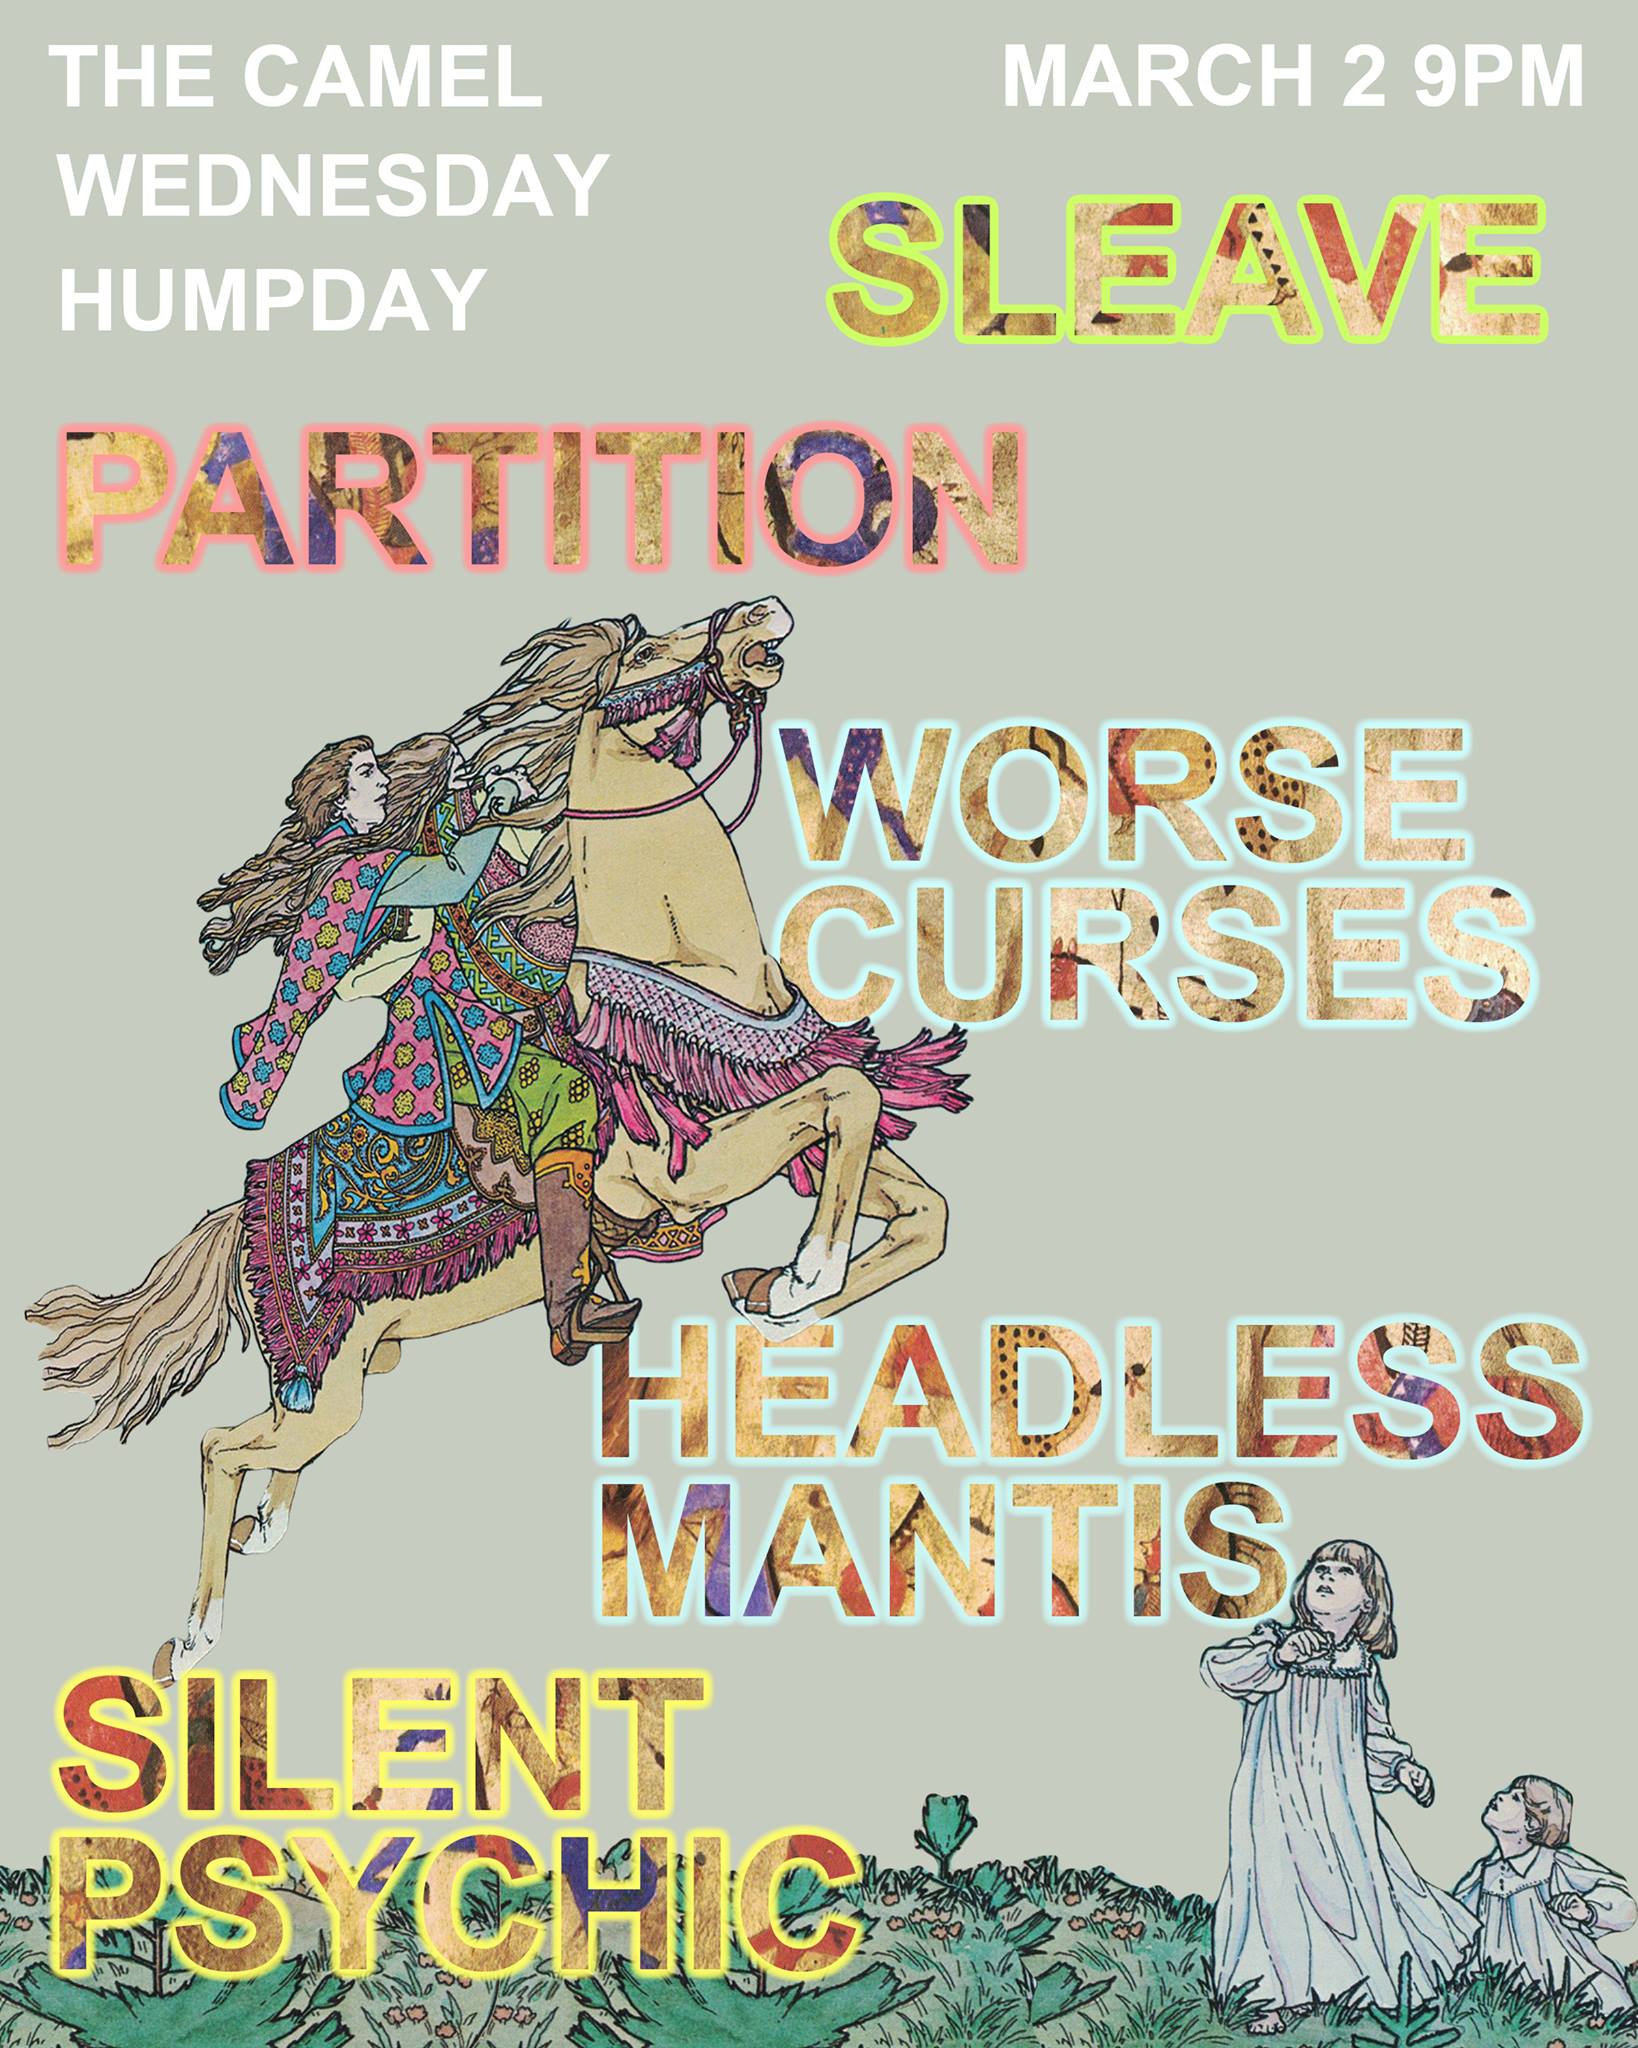 THE CAMEL
MARCH 2 9PM
WEDNESDAY
HUMPDAY
SLEAVE
PARTITION
WORSE
CURSES
HEADLESS
MANTIS
SILENT
PSYCHIC